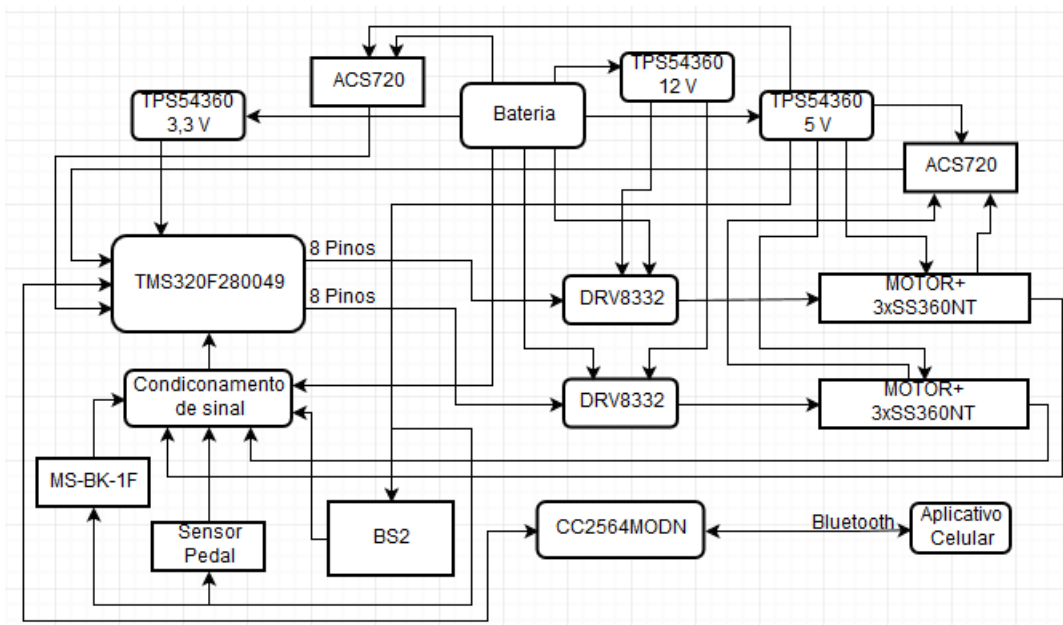 TPS54360
12 V
ACS720
TPS54360
3,3 V
Bateria
TPS54360
5 V
ACS720
8 Pinos
TMS320F280049
8 Pinos
DRV8332
MOTOR+
3xSS360NT
Condiconamento
de sinal
DRV8332
MOTOR+
3xSS360NT
MS-BK-1F
Sensor
Pedal
BS2
CC2564MODN
Bluetooth
Aplicativo
Celular